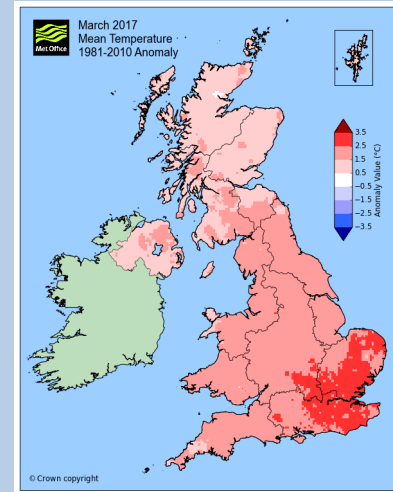 March 2017
Mean Temperature
1981-2010 Anomaly
Met Office
3.5
2.5
1.5
0.5
−0.5
−1.5
−2.5
−3.5
Anomaly Value (°C)
© Crown copyright